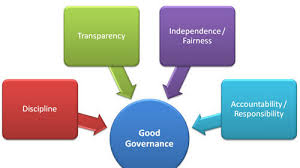 Transparency
Independence /
Fairness
Discipline
Accountability /
Responsibility
Good
Governance